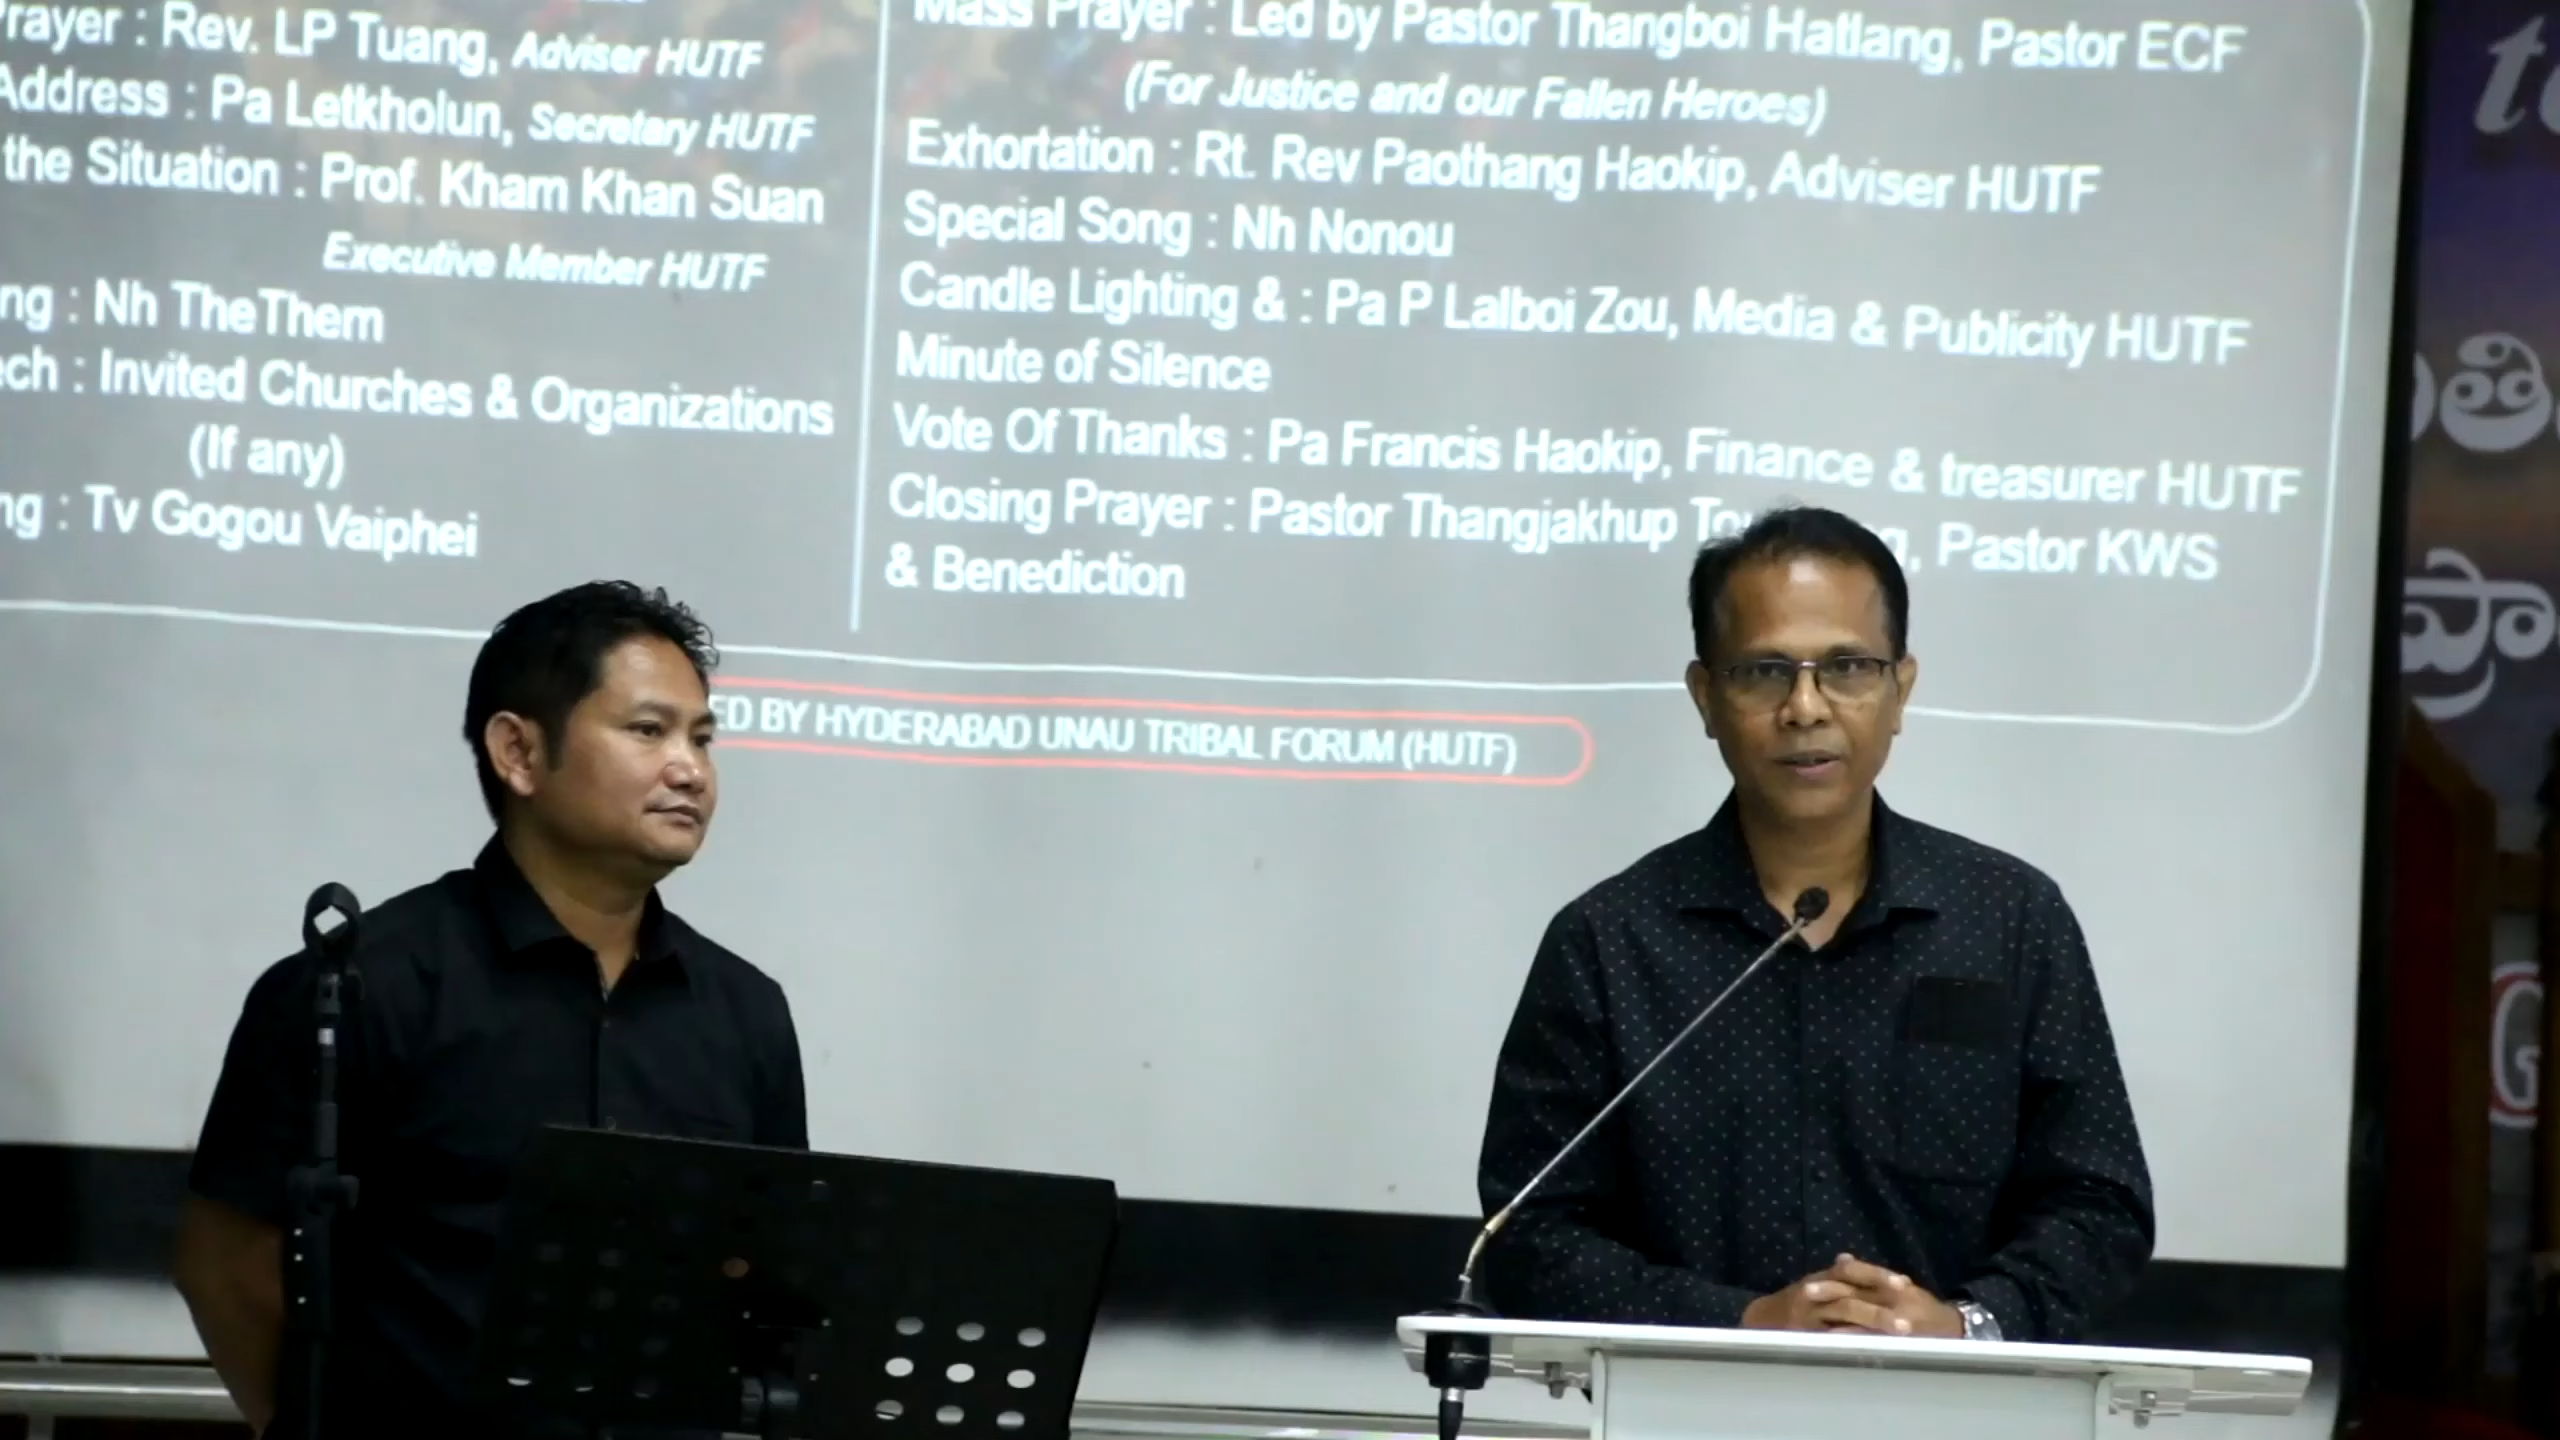 Prayer : Rev. LP Tuang, Adviser HUTF
Address : Pa Letkholun, Secretary HUTF
the Situation : Prof. Kham Khan Suan
Executive Member HUTF
ng : Nh TheThem
ech : Invited Churches & Organizations
(If any)
ng : Tv Gogou Vaiphei
Mass Prayer : Led by Pastor Thangboi Hatlang, Pastor ECF
(For Justice and our Fallen Heroes)
Exhortation : Rt. Rev Paothang Haokip, Adviser HUTF
Special Song : Nh Nonou
Candle Lighting & : Pa P Lalboi Zou, Media & Publicity HUTF
Minute of Silence
Vote Of Thanks : Pa Francis Haokip, Finance & treasurer HUTF
Closing Prayer : Pastor Thangjakhup , Pastor KWS
& Benediction
ED BY HYDERABAD UNAU TRIBAL FORUM (HUTF)
తి
ప్రా